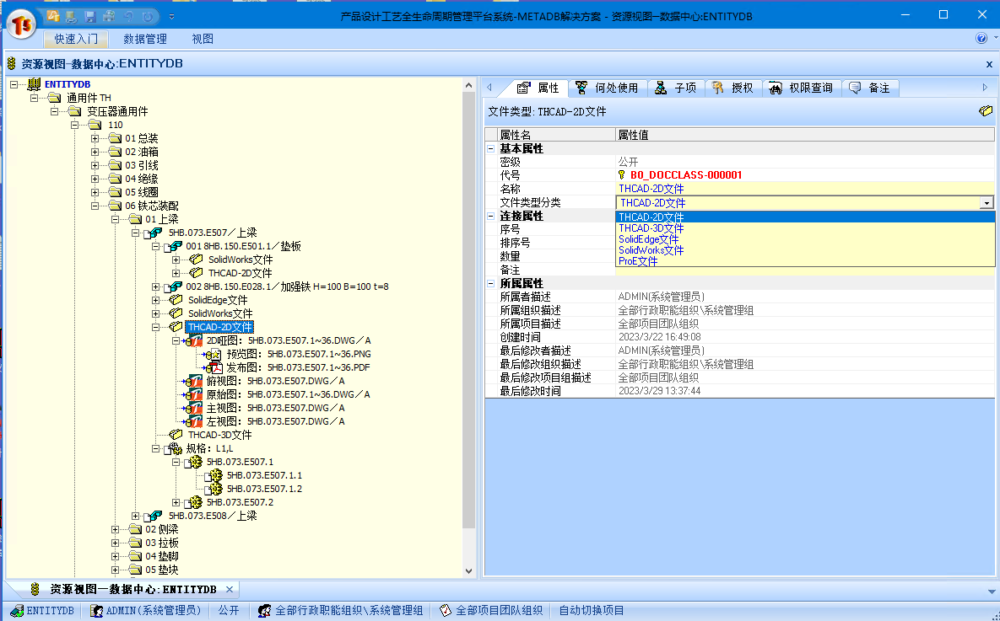 产品设计工艺全生命周期管理平台系统-METADB解决方案 - 资源视图--数据中心:ENTITYDB
快速入门 数据管理 视图
资源视图-数据中心:ENTITYDB
ENTITYDB
通用件 TH
变压器通用件
110
01 总装
02 油箱
03 引线
04 绝缘
05 线圈
06 铁芯装配
01 上梁
5HB.073.E507／上梁
001 8HB.150.E501.1／垫板
SolidWorks文件
THCAD-2D文件
002 8HB.150.E028.1／加强铁 H=100 B=100 t=8
SolidEdge文件
SolidWorks文件
THCAD-2D文件
2D哑图：5HB.073.E507.1~36.DWG／A
预览图：5HB.073.E507.1~36.PNG
发布图：5HB.073.E507.1~36.PDF
俯视图：5HB.073.E507.DWG／A
原始图：5HB.073.E507.1~36.DWG／A
主视图：5HB.073.E507.DWG／A
左视图：5HB.073.E507.DWG／A
THCAD-3D文件
规格：L1,L
5HB.073.E507.1
5HB.073.E507.1.1
5HB.073.E507.1.2
5HB.073.E507.2
5HB.073.E508／上梁
02 侧梁
03 拉板
04 垫脚
05 垫块
属性 何处使用 子项 授权 权限查询 备注
文件类型: THCAD-2D文件
属性名 属性值
基本属性
密级 公开
代号 BO_DOCCLASS-000001
名称 THCAD-2D文件
文件类型分类 THCAD-2D文件
连接属性 THCAD-2D文件
序号 THCAD-3D文件
排序号 SolidEdge文件
数量 SolidWorks文件
备注 ProE文件
所属属性
所属者描述 ADMIN(系统管理员)
所属组织描述 全部行政职能组织\系统管理组
所属项目描述 全部项目团队组织
创建时间 2023/3/22 16:49:08
最后修改者描述 ADMIN(系统管理员)
最后修改组织描述 全部行政职能组织\系统管理组
最后修改项目组描述 全部项目团队组织
最后修改时间 2023/3/29 13:37:44
资源视图—数据中心:ENTITYDB
ENTITYDB ADMIN(系统管理员) 公开 全部行政职能组织\系统管理组 全部项目团队组织 自动切换项目